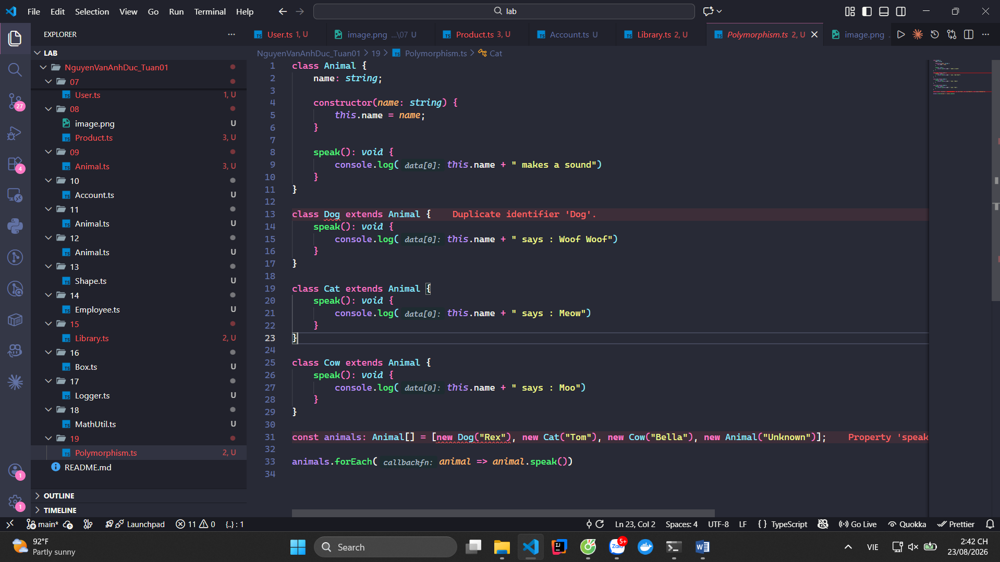 File Edit Selection View Go Run Terminal Help
lab
EXPLORER
LAB
NguyenVanAnhDuc_Tuan01
07
User.ts 1, U
08
image.png U
Product.ts 3, U
09
Animal.ts 3, U
10
Account.ts U
11
Animal.ts U
12
Animal.ts U
13
Shape.ts U
14
Employee.ts U
15
Library.ts 2, U
16
Box.ts U
17
Logger.ts U
18
MathUtil.ts U
19
Polymorphism.ts 2, U
README.md
OUTLINE
TIMELINE
27
4
1
1
User.ts 1, U
image.png ...\07 U
Product.ts 3, U
Account.ts U
Library.ts 2, U
Polymorphism.ts 2, U
image.png
NguyenVanAnhDuc_Tuan01 > 19 > Polymorphism.ts > Cat
1 class Animal {
2 name: string;
3
4 constructor(name: string) {
5 this.name = name;
6 }
7
8 speak(): void {
9 console.log( data[0]: this.name + " makes a sound")
10 }
11 }
12
13 class Dog extends Animal { Duplicate identifier 'Dog'.
14 speak(): void {
15 console.log( data[0]: this.name + " says : Woof Woof")
16 }
17 }
18
19 class Cat extends Animal {
20 speak(): void {
21 console.log( data[0]: this.name + " says : Meow")
22 }
23 }
24
25 class Cow extends Animal {
26 speak(): void {
27 console.log( data[0]: this.name + " says : Moo")
28 }
29 }
30
31 const animals: Animal[] = [new Dog("Rex"), new Cat("Tom"), new Cow("Bella"), new Animal("Unknown")]; Property 'speak
32
33 animals.forEach( callbackfn: animal => animal.speak())
34
main* Launchpad 11 0 {..} : 1
Ln 23, Col 2 Spaces: 4 UTF-8 LF { } TypeScript Go Live Quokka Prettier
92°F
Partly sunny
Search
Zalo
5+
VIE
2:42 CH
23/08/2026